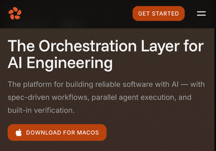 GET STARTED
The Orchestration Layer for
AI Engineering
The platform for building reliable software with AI — with
spec-driven workflows, parallel agent execution, and
built-in verification.
DOWNLOAD FOR MACOS